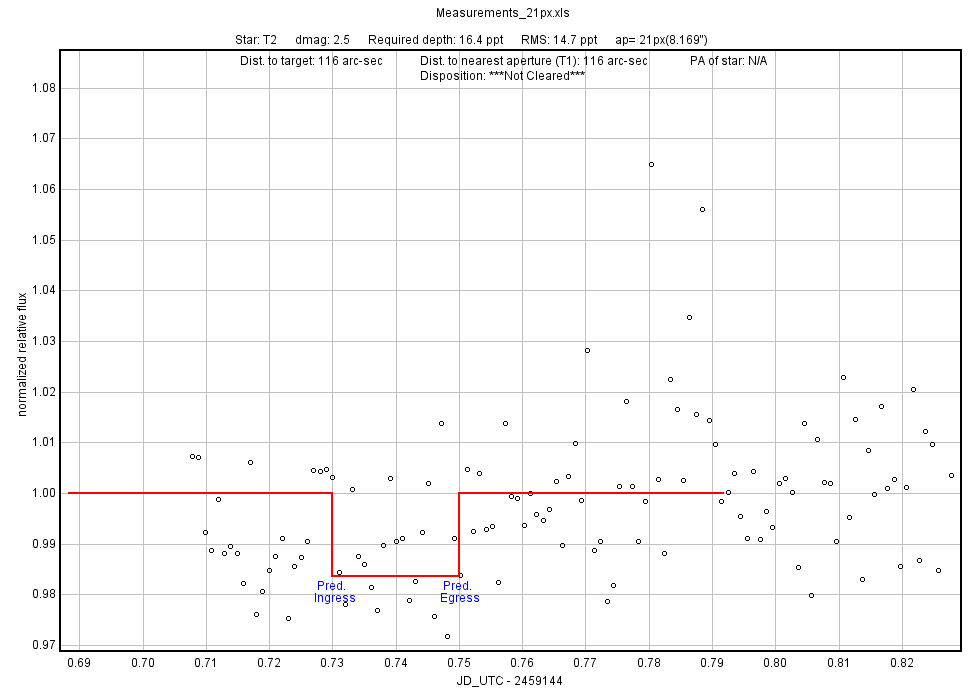 Measurements_21px.xls
Star: T2 dmag: 2.5 Required depth: 16.4 ppt RMS: 14.7 ppt ap= 21px(8.169")
Dist. to target: 116 arc-sec Dist. to nearest aperture (T1): 116 arc-sec PA of star: N/A
Disposition: ***Not Cleared***
1.08
1.07
1.06
1.05
1.04
1.03
1.02
1.01
1.00
0.99
0.98
0.97
normalized relative flux
Pred.
Ingress
Pred.
Egress
0.69 0.70 0.71 0.72 0.73 0.74 0.75 0.76 0.77 0.78 0.79 0.80 0.81 0.82
JD_UTC - 2459144